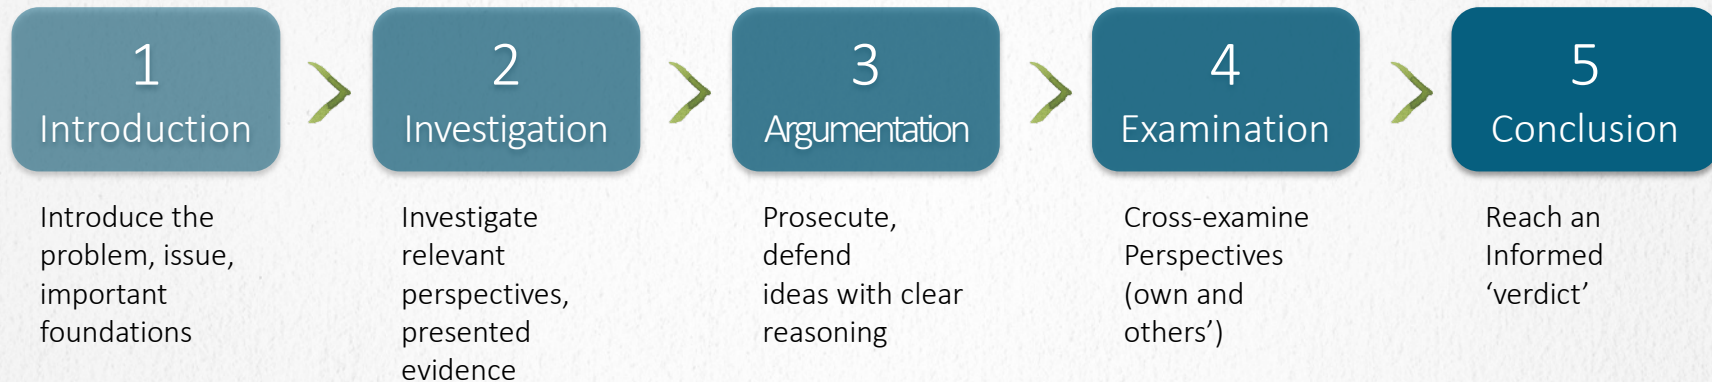 1
Introduction
Introduce the
problem, issue,
important
foundations
2
Investigation
Investigate
relevant
perspectives,
presented
evidence
3
Argumentation
Prosecute,
defend
ideas with clear
reasoning
4
Examination
Cross-examine
Perspectives
(own and
others’)
5
Conclusion
Reach an
Informed
‘verdict’